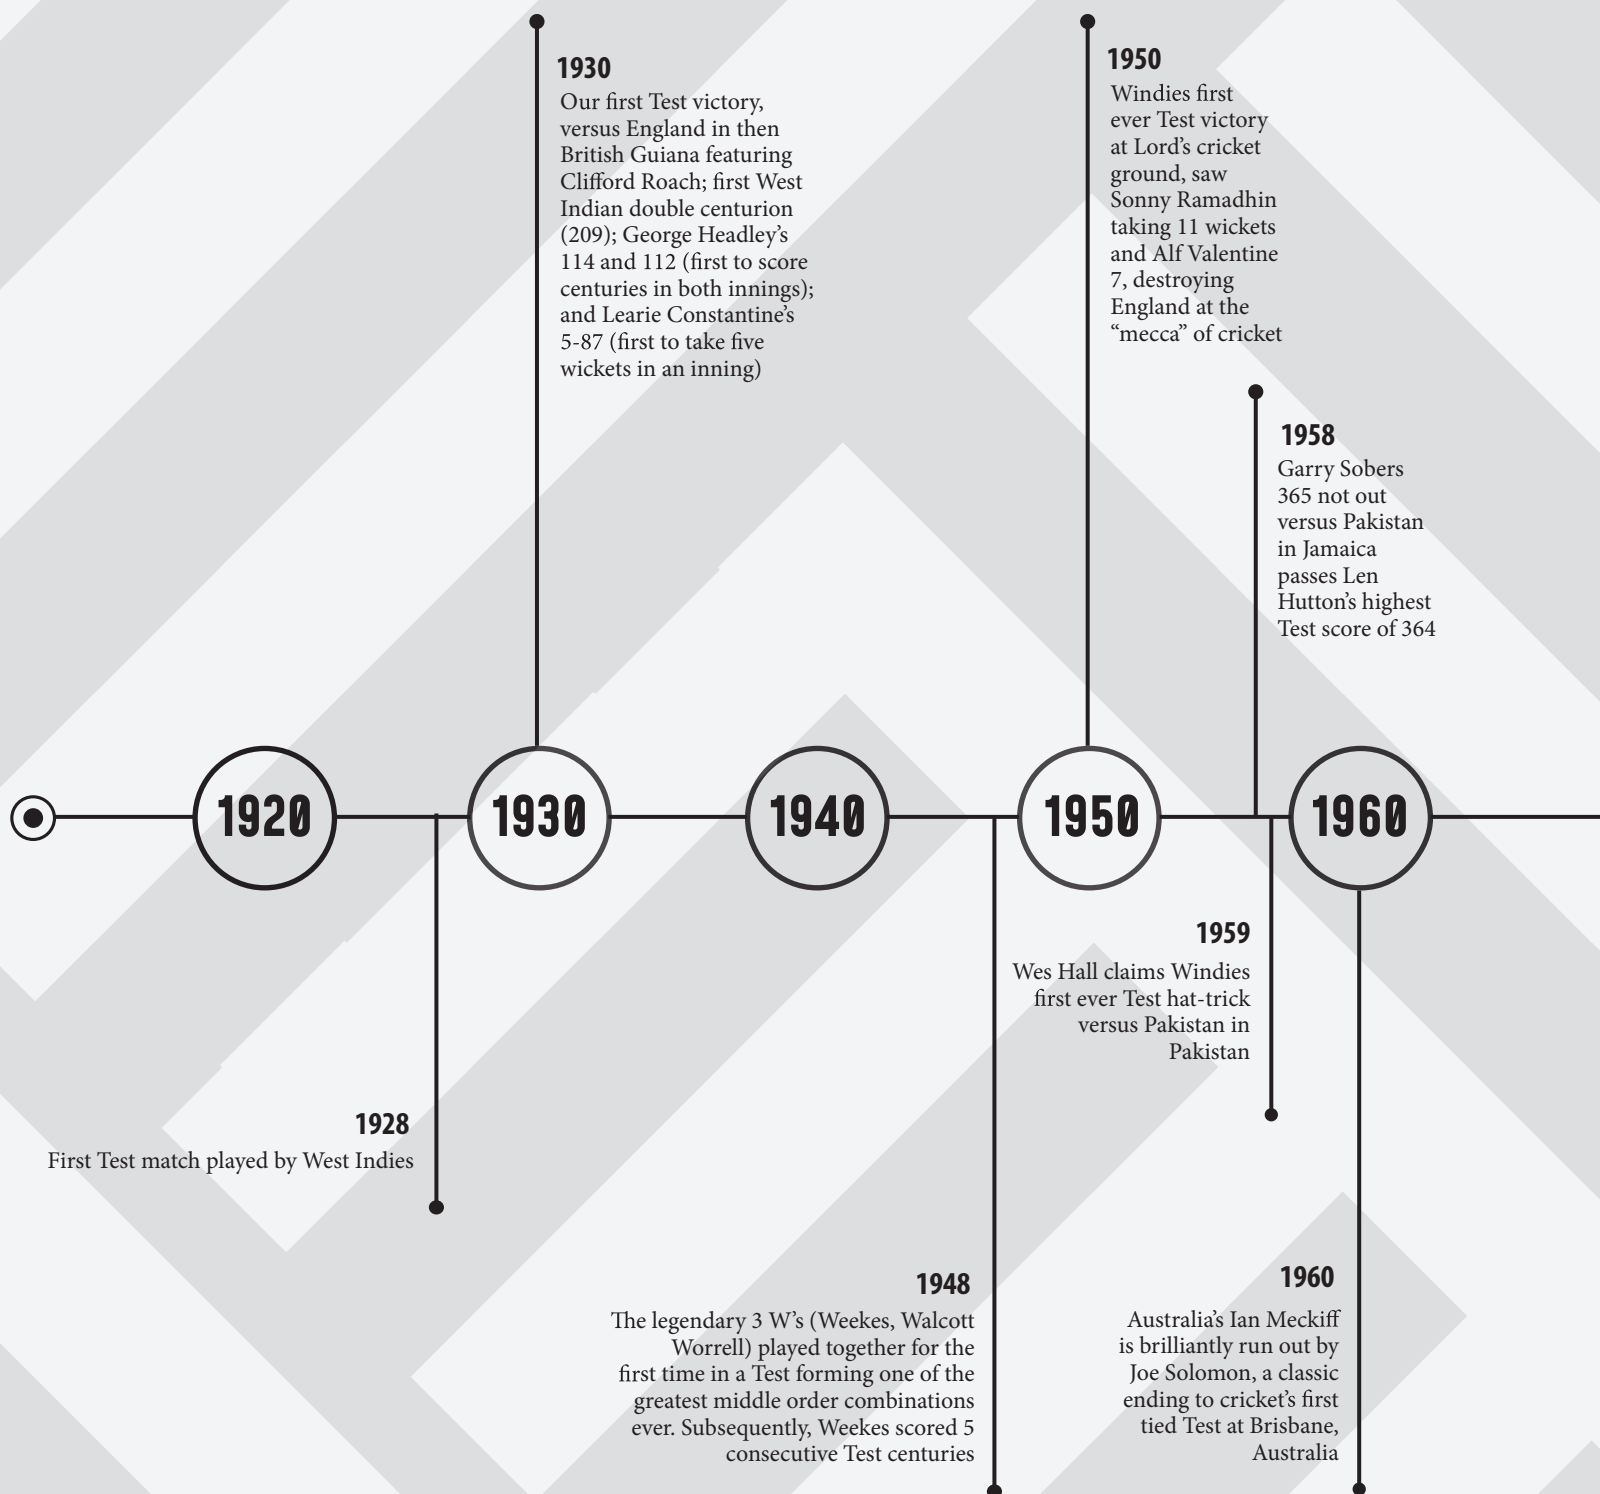 1930
Our first Test victory,
versus England in then
British Guiana featuring
Clifford Roach; first West
Indian double centurion
(209); George Headley’s
114 and 112 (first to score
centuries in both innings);
and Learie Constantine’s
5-87 (first to take five
wickets in an inning)
1950
Windies first
ever Test victory
at Lord’s cricket
ground, saw
Sonny Ramadhin
taking 11 wickets
and Alf Valentine
7, destroying
England at the
“mecca” of cricket
1958
Garry Sobers
365 not out
versus Pakistan
in Jamaica
passes Len
Hutton’s highest
Test score of 364
1920
1930
1940
1950
1960
1928
First Test match played by West Indies
1948
The legendary 3 W’s (Weekes, Walcott
Worrell) played together for the
first time in a Test forming one of the
greatest middle order combinations
ever. Subsequently, Weekes scored 5
consecutive Test centuries
1959
Wes Hall claims Windies
first ever Test hat-trick
versus Pakistan in
Pakistan
1960
Australia’s Ian Meckiff
is brilliantly run out by
Joe Solomon, a classic
ending to cricket’s first
tied Test at Brisbane,
Australia